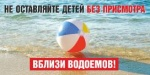 НЕ ОСТАВЛЯЙТЕ ДЕТЕЙ БЕЗ ПРИСМОТРА
ВБЛИЗИ ВОДОЕМОВ!